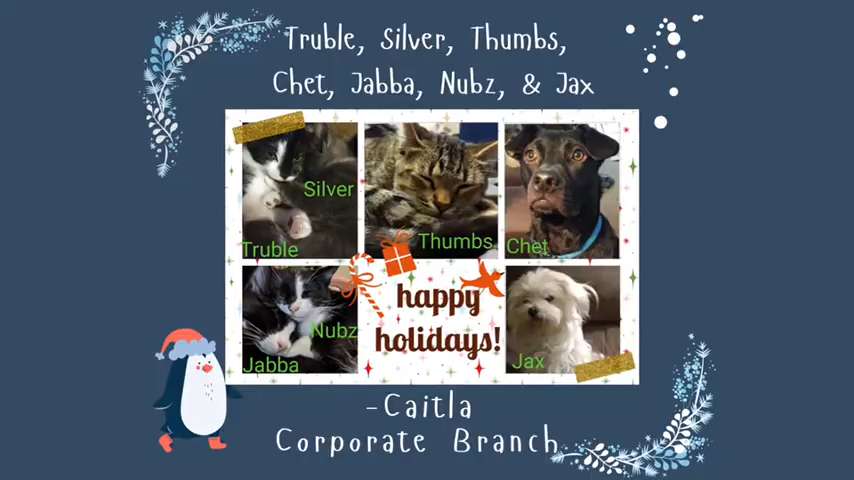 Truble, Silver, Thumbs,
Chet, Jabba, Nubz, & Jax
Silver
Truble
Thumbs
Chet
happy
holidays!
Nubz
Jabba
Jax
-Caitla
Corporate Branch